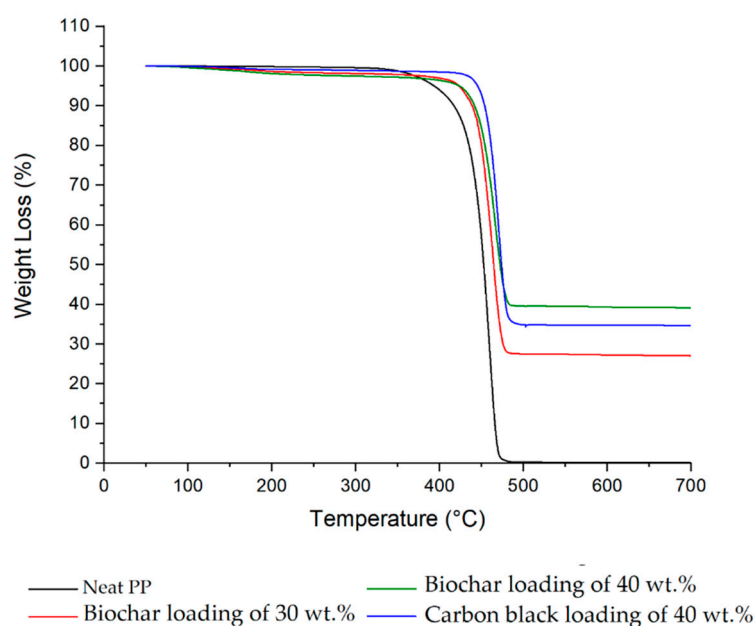 110
100
90
80
70
60
50
40
30
20
10
0
Weight Loss (%)
0 100 200 300 400 500 600 700
Temperature (°C)
Neat PP
Biochar loading of 40 wt.%
Biochar loading of 30 wt.%
Carbon black loading of 40 wt.%